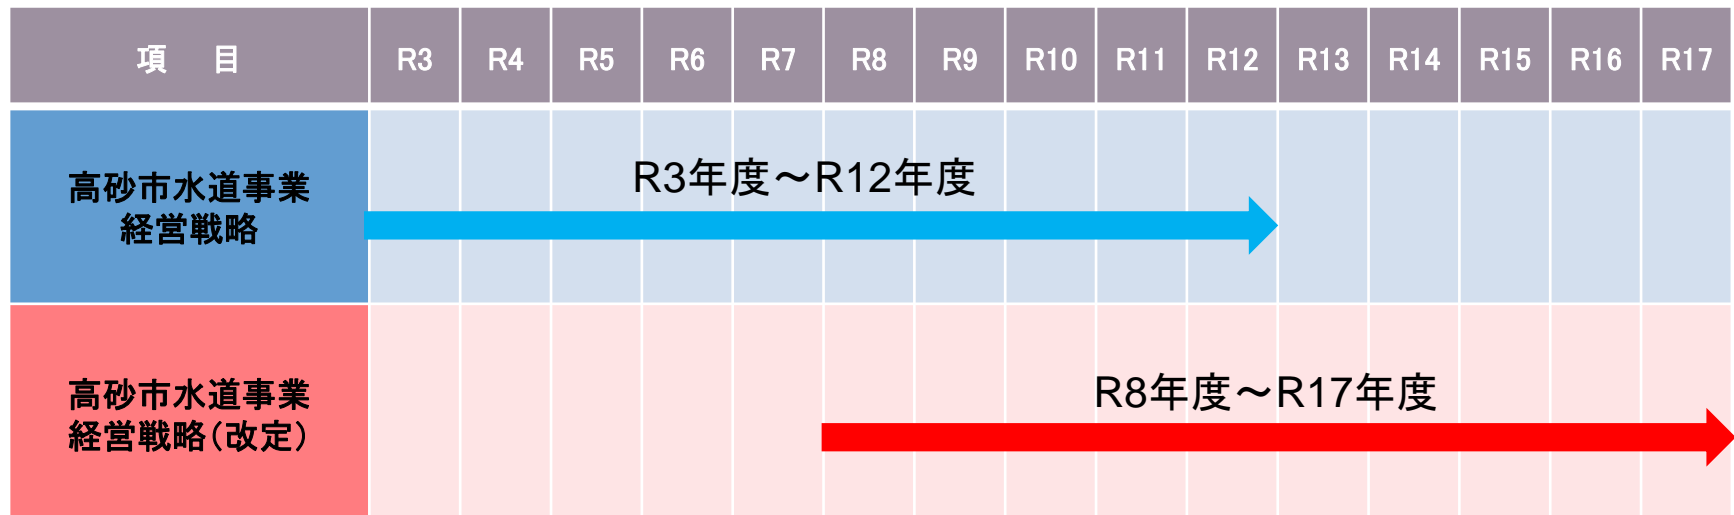 項　目 R3 R4 R5 R6 R7 R8 R9 R10 R11 R12 R13 R14 R15 R16 R17
高砂市水道事業
経営戦略
R3年度～R12年度
高砂市水道事業
経営戦略(改定)
R8年度～R17年度